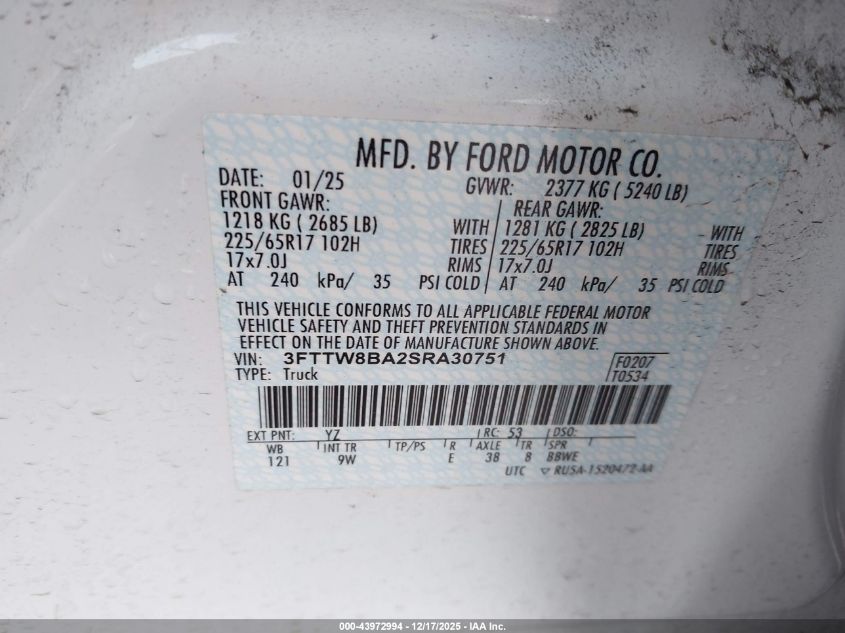 MFD. BY FORD MOTOR CO.
DATE: 01/25 GVWR: 2377 KG ( 5240 LB)
FRONT GAWR: REAR GAWR:
1218 KG ( 2685 LB) WITH 1281 KG ( 2825 LB) WITH
225/65R17 102H TIRES 225/65R17 102H TIRES
17x7.0J RIMS 17x7.0J RIMS
AT 240 kPa/ 35 PSI COLD AT 240 kPa/ 35 PSI COLD
THIS VEHICLE CONFORMS TO ALL APPLICABLE FEDERAL MOTOR
VEHICLE SAFETY AND THEFT PREVENTION STANDARDS IN
EFFECT ON THE DATE OF MANUFACTURE SHOWN ABOVE.
VIN: 3FTTW8BA2SRA30751 F0207
TYPE: Truck T0534
EXT PNT: YZ RC: 53 DSO:
WB INT TR TP/PS R AXLE TR SPR
121 9W E 38 8 BBWE
UTC ▽ RUSA-1520472-AA
000-43972994 | 12/17/2025 - IAA Inc.